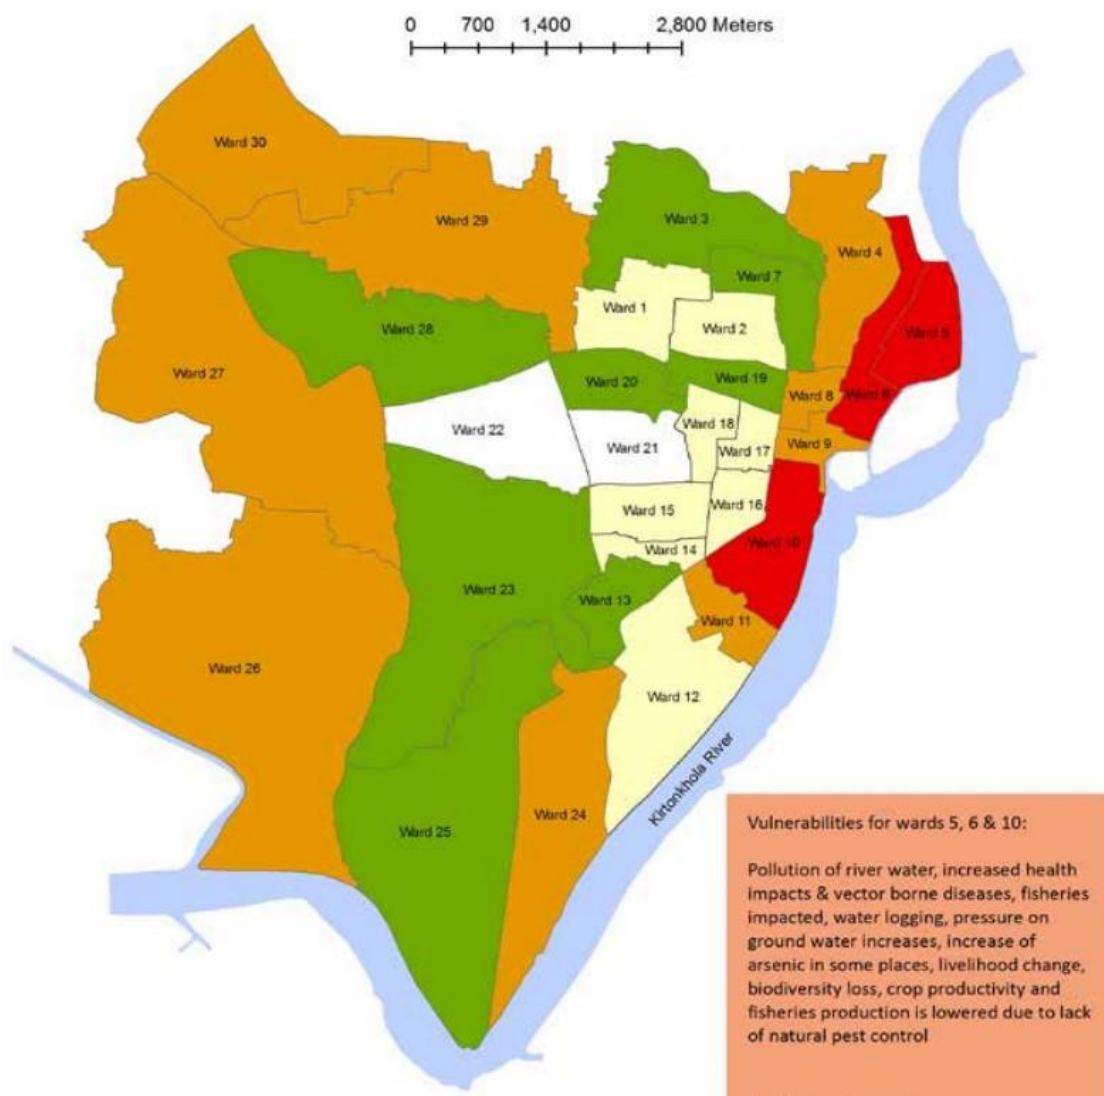 0 700 1,400 2,800 Meters
Ward 30
Ward 29
Ward 3
Ward 4
Ward 7
Ward 1
Ward 2
Ward 28
Ward 5
Ward 27
Ward 20
Ward 19
Ward 8
Ward 6
Ward 22
Ward 21
Ward 18
Ward 17
Ward 9
Ward 15
Ward 16
Ward 14
Ward 10
Ward 23
Ward 13
Ward 11
Ward 26
Ward 12
Kirtonkhola River
Ward 24
Ward 25
Vulnerabilities for wards 5, 6 & 10:
Pollution of river water, increased health
impacts & vector borne diseases, fisheries
impacted, water logging, pressure on
ground water increases, increase of
arsenic in some places, livelihood change,
biodiversity loss, crop productivity and
fisheries production is lowered due to lack
of natural pest control